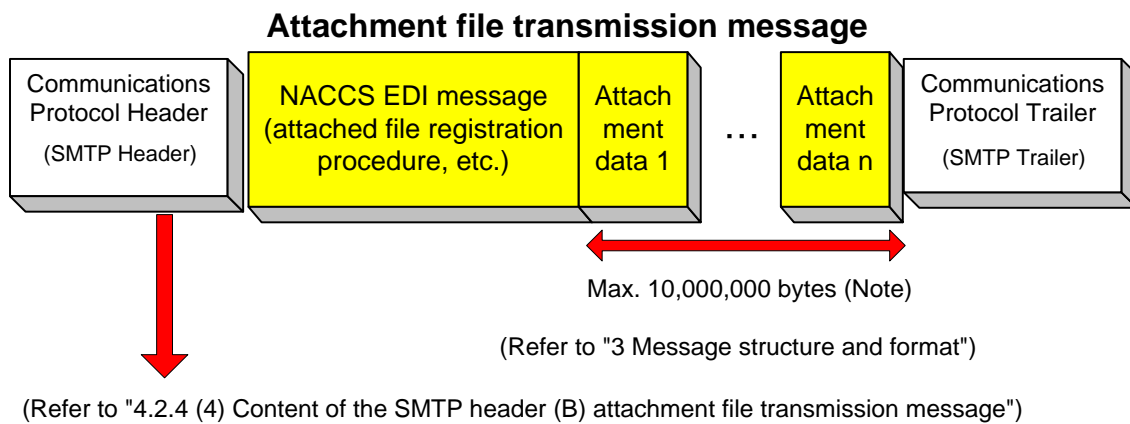 Attachment file transmission message
Communications
Protocol Header
(SMTP Header)
NACCS EDI message
(attached file registration
procedure, etc.)
Attach
ment
data 1
...
Attach
ment
data n
Communications
Protocol Trailer
(SMTP Trailer)
Max. 10,000,000 bytes (Note)
(Refer to "3 Message structure and format")
(Refer to "4.2.4 (4) Content of the SMTP header (B) attachment file transmission message")